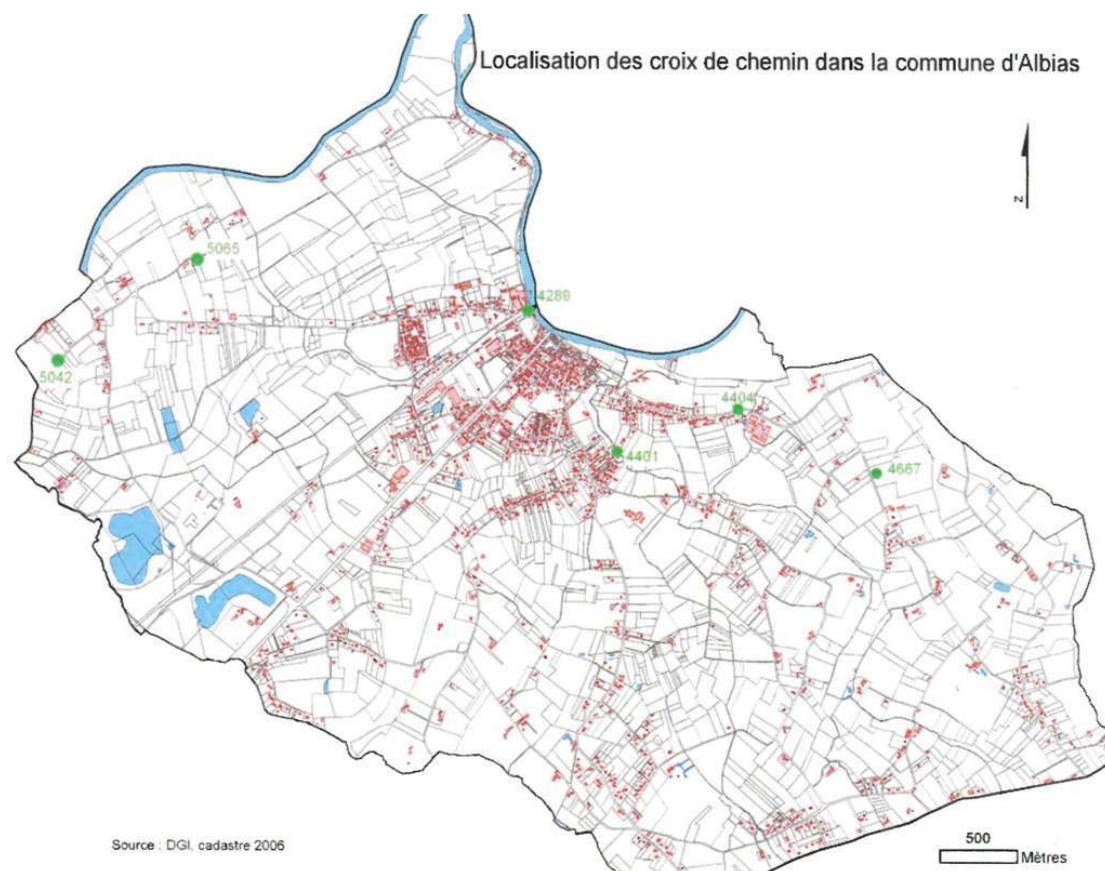 Localisation des croix de chemin dans la commune d'Albias
z
5065
4289
5042
4404
4401
4667
Source : DGI, cadastre 2006
500
Mètres